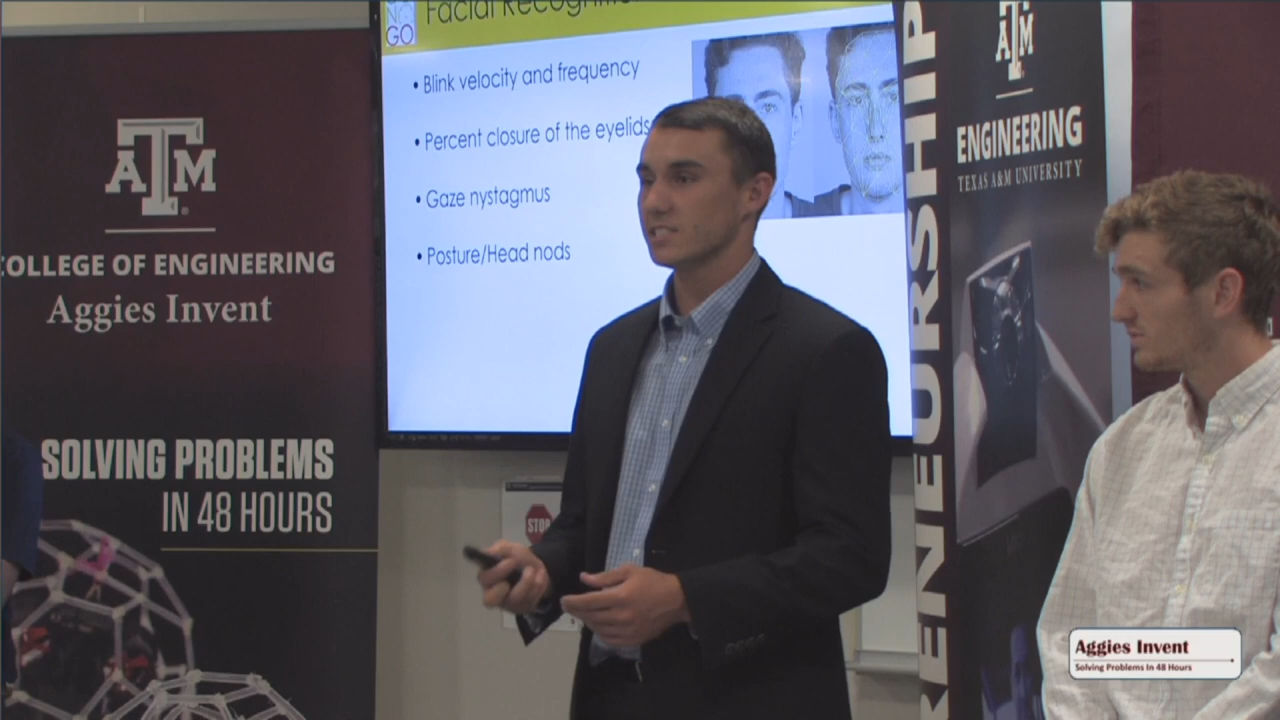 ATM
COLLEGE OF ENGINEERING
Aggies Invent
SOLVING PROBLEMS
IN 48 HOURS
GO
Facial
• Blink velocity and frequency
• Percent closure of the eyelids
• Gaze nystagmus
• Posture/Head nods
STOP
RENEURSHIP
ATM
ENGINEERING
TEXAS A&M UNIVERSITY
Aggies Invent
Solving Problems In 48 Hours